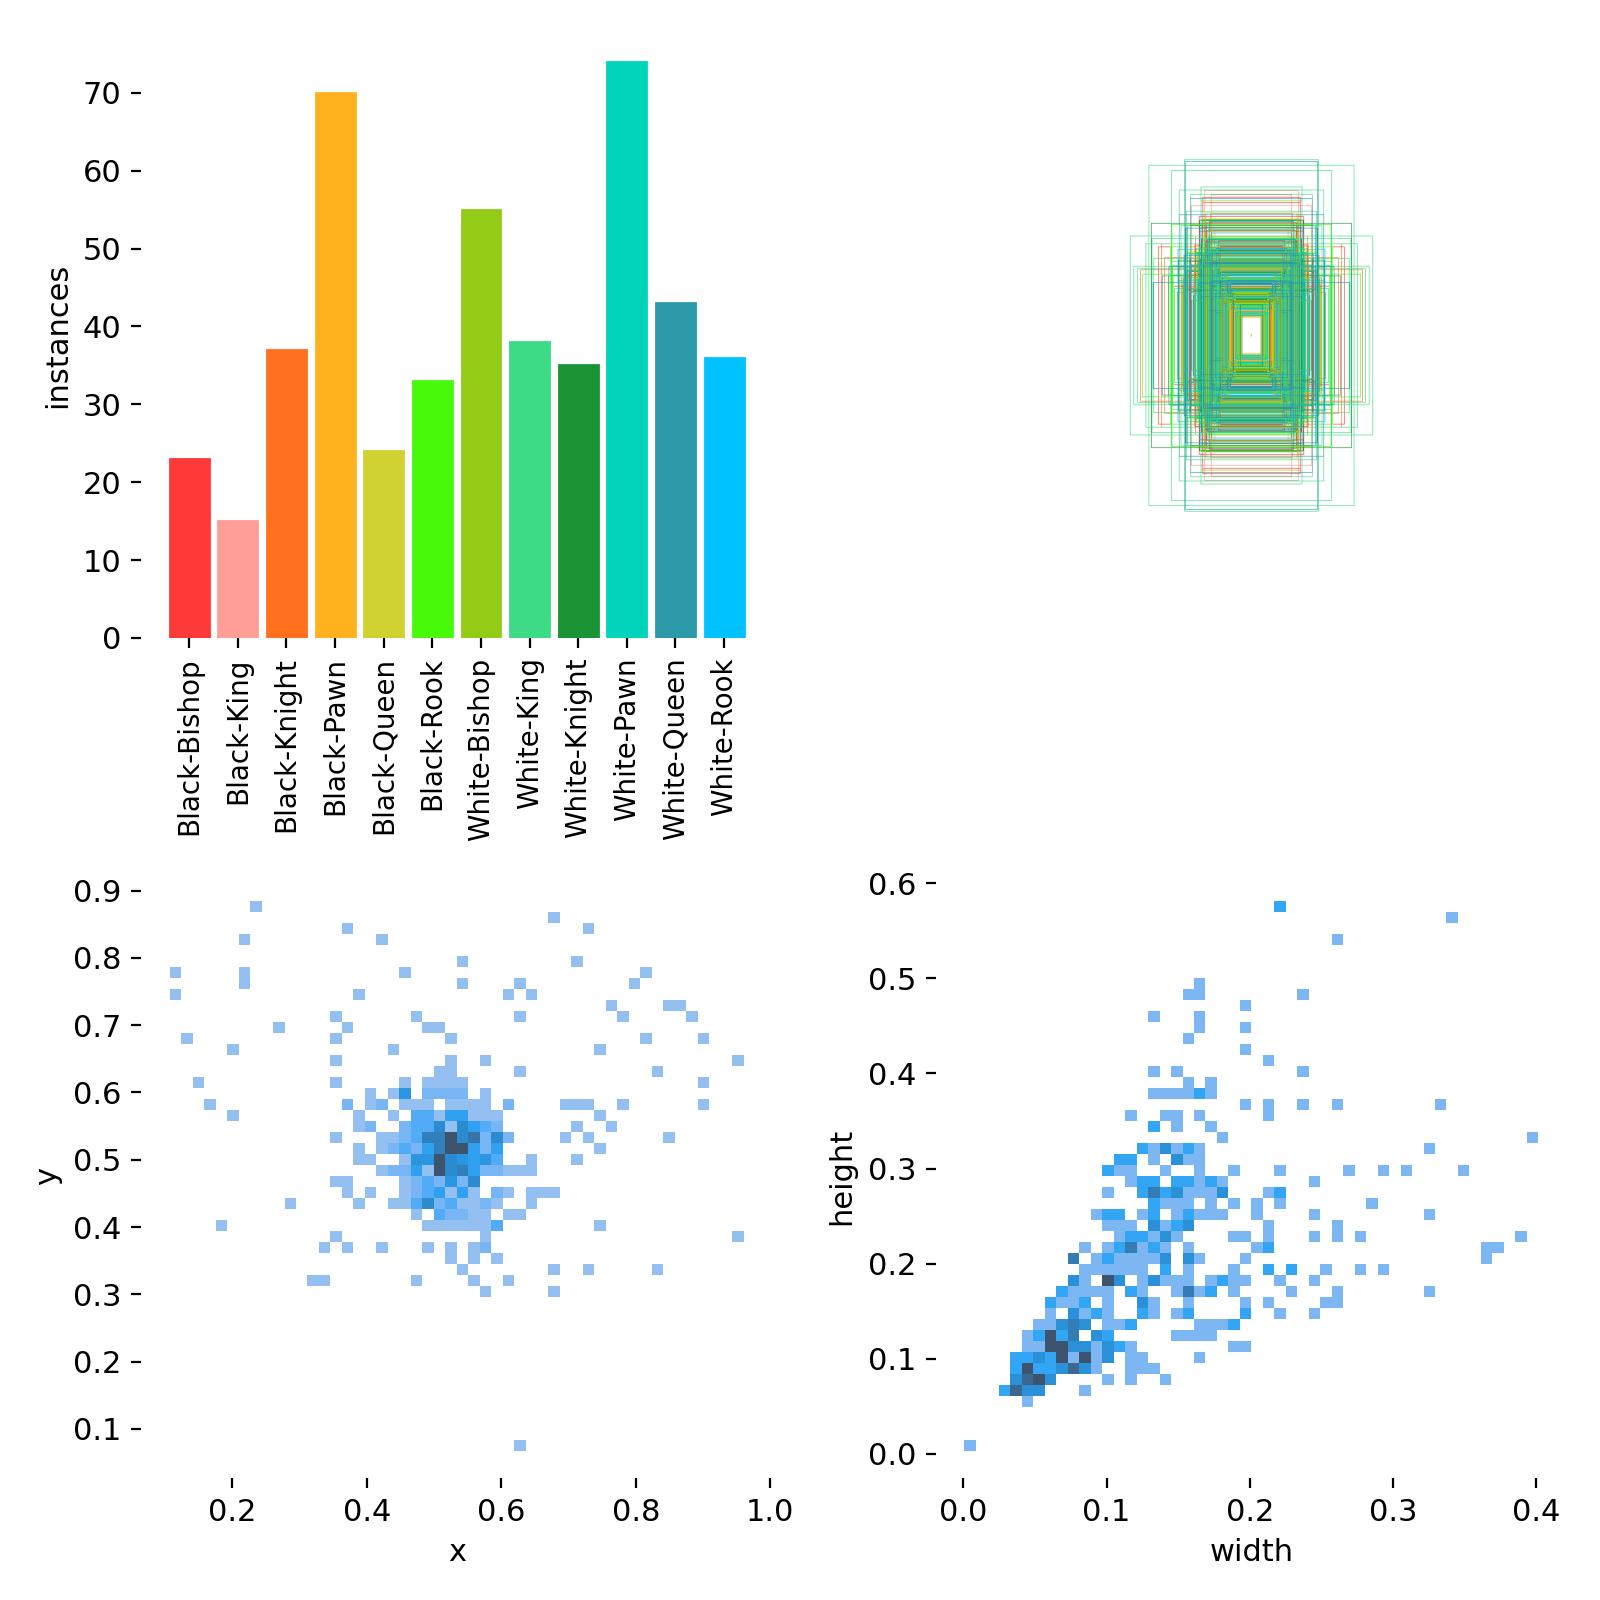 70
60
50
40
30
20
10
0
instances
Black-Bishop
Black-King
Black-Knight
Black-Pawn
Black-Queen
Black-Rook
White-Bishop
White-King
White-Knight
White-Pawn
White-Queen
White-Rook
0.9
0.8
0.7
0.6
0.5
0.4
0.3
0.2
0.1
y
0.2
0.4
0.6
0.8
1.0
x
0.6
0.5
0.4
0.3
0.2
0.1
0.0
height
0.0
0.1
0.2
0.3
0.4
width